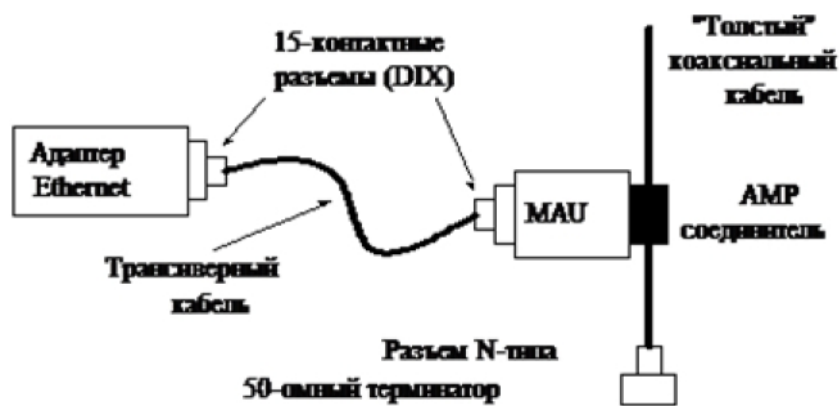 15-контактные
разъемы (DIX)
"Толстый"
коаксиальный
кабель
Адаптер
Ethernet
MAU
AMP
соединитель
Трансиверный
кабель
Разъем N-типа
50-омный терминатор